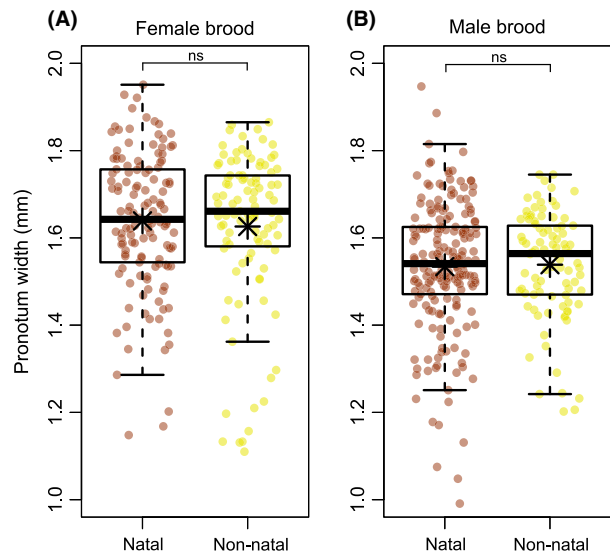 (A) Female brood
(B) Male brood
Pronotum width (mm)
2.0
1.8
1.6
1.4
1.2
1.0
ns
Natal Non-natal
2.0
1.8
1.6
1.4
1.2
1.0
ns
Natal Non-natal